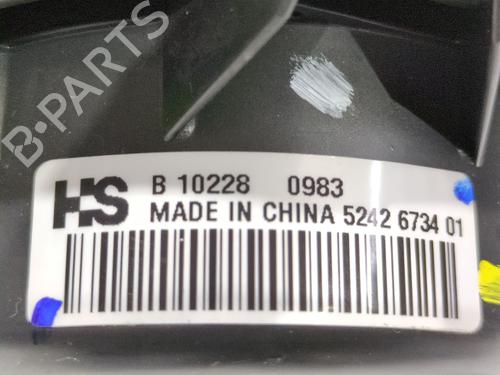 B-PARTS
HS B 10228 0983
MADE IN CHINA 5242 6734 01